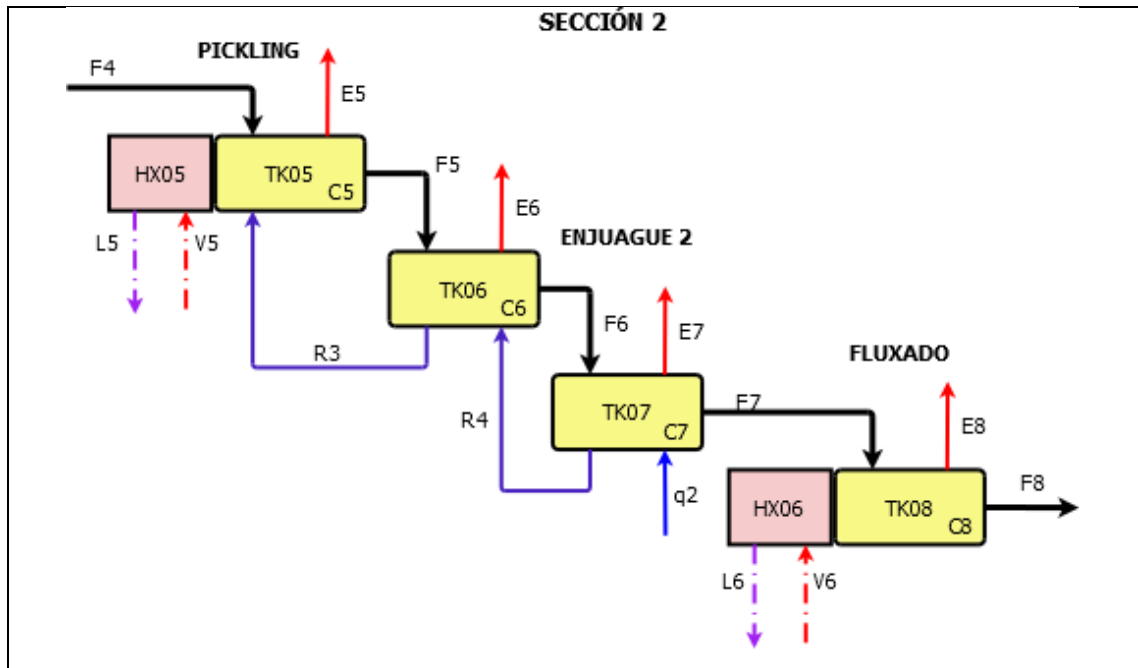 SECCIÓN 2
PICKLING
F4
E5
HX05
TK05
C5
F5
L5
V5
E6
ENJUAGUE 2
TK06
C6
R3
F6
E7
FLUXADO
R4
TK07
C7
F7
E8
q2
HX06
TK08
C8
F8
L6
V6